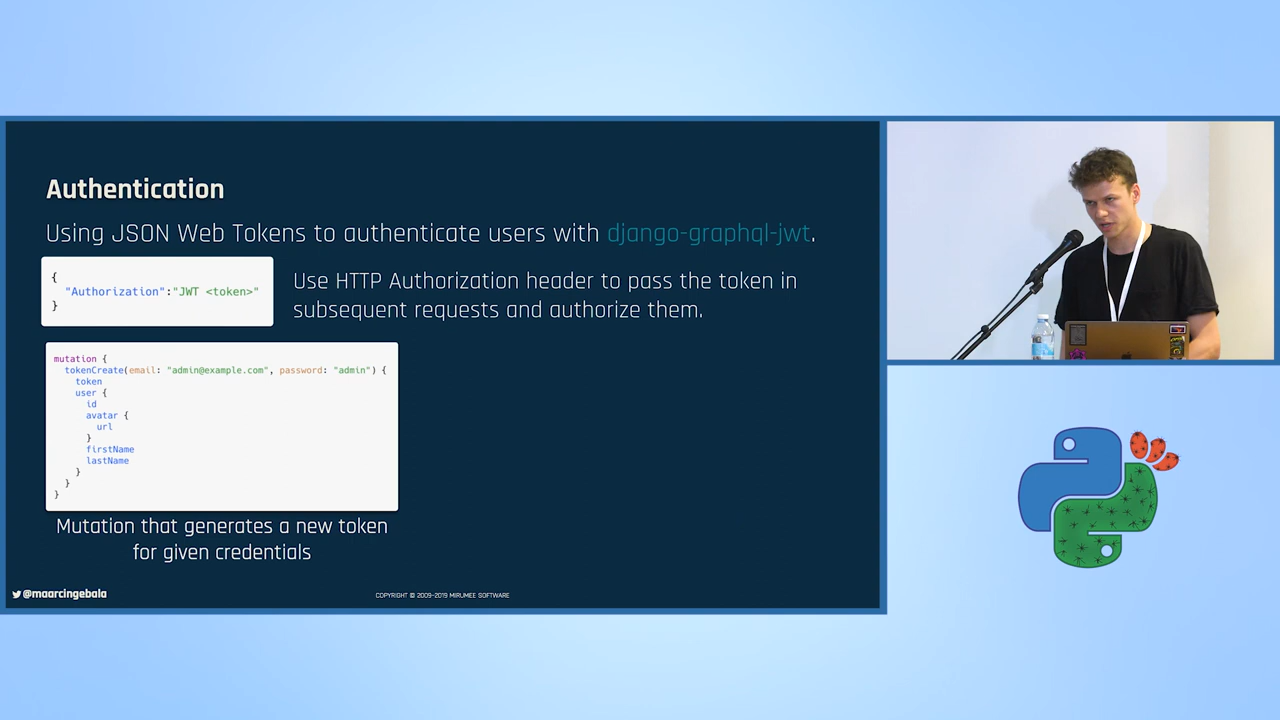 Authentication
Using JSON Web Tokens to authenticate users with django-graphql-jwt.
{
"Authorization":"JWT <token>"
}
Use HTTP Authorization header to pass the token in
subsequent requests and authorize them.
mutation {
tokenCreate(email: "admin@example.com", password: "admin") {
token
user {
id
avatar {
url
}
firstName
lastName
}
}
}
Mutation that generates a new token
for given credentials
@maarcingebala
COPYRIGHT © 2009-2019 MIRUMEE SOFTWARE